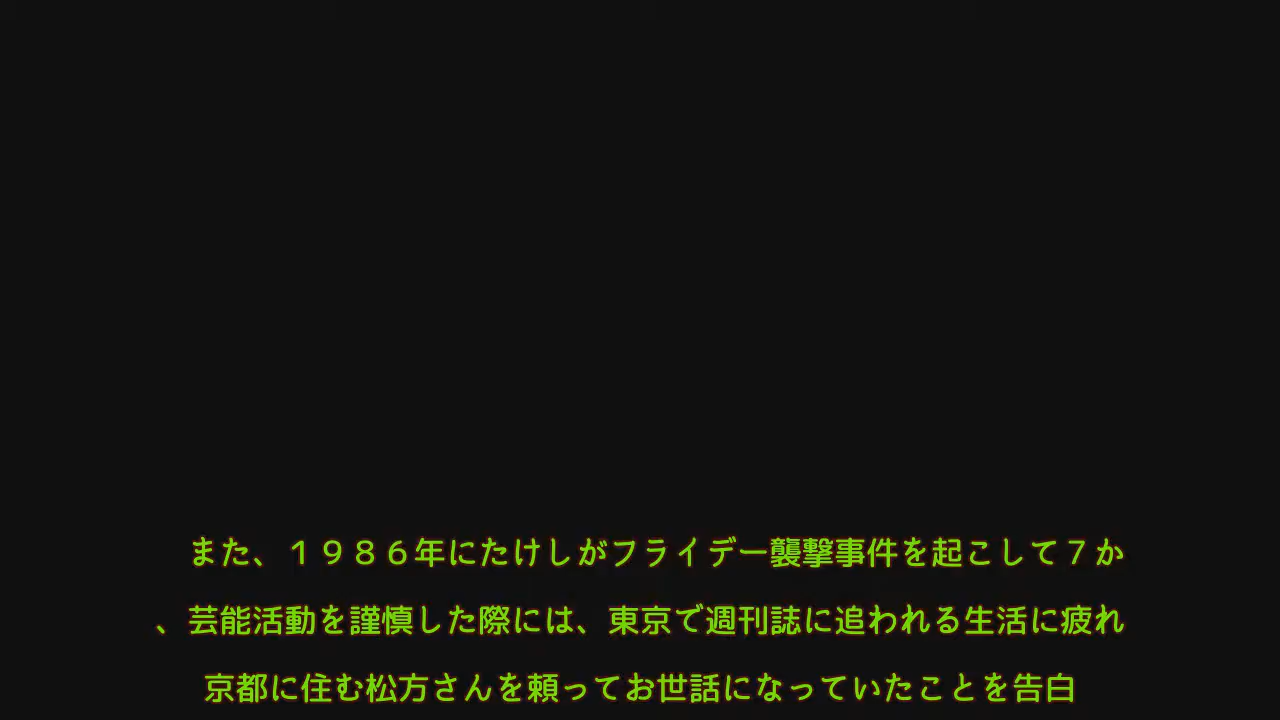 また、１９８６年にたけしがフライデー襲撃事件を起こして７か
、芸能活動を謹慎した際には、東京で週刊誌に追われる生活に疲れ
京都に住む松方さんを頼ってお世話になっていたことを告白